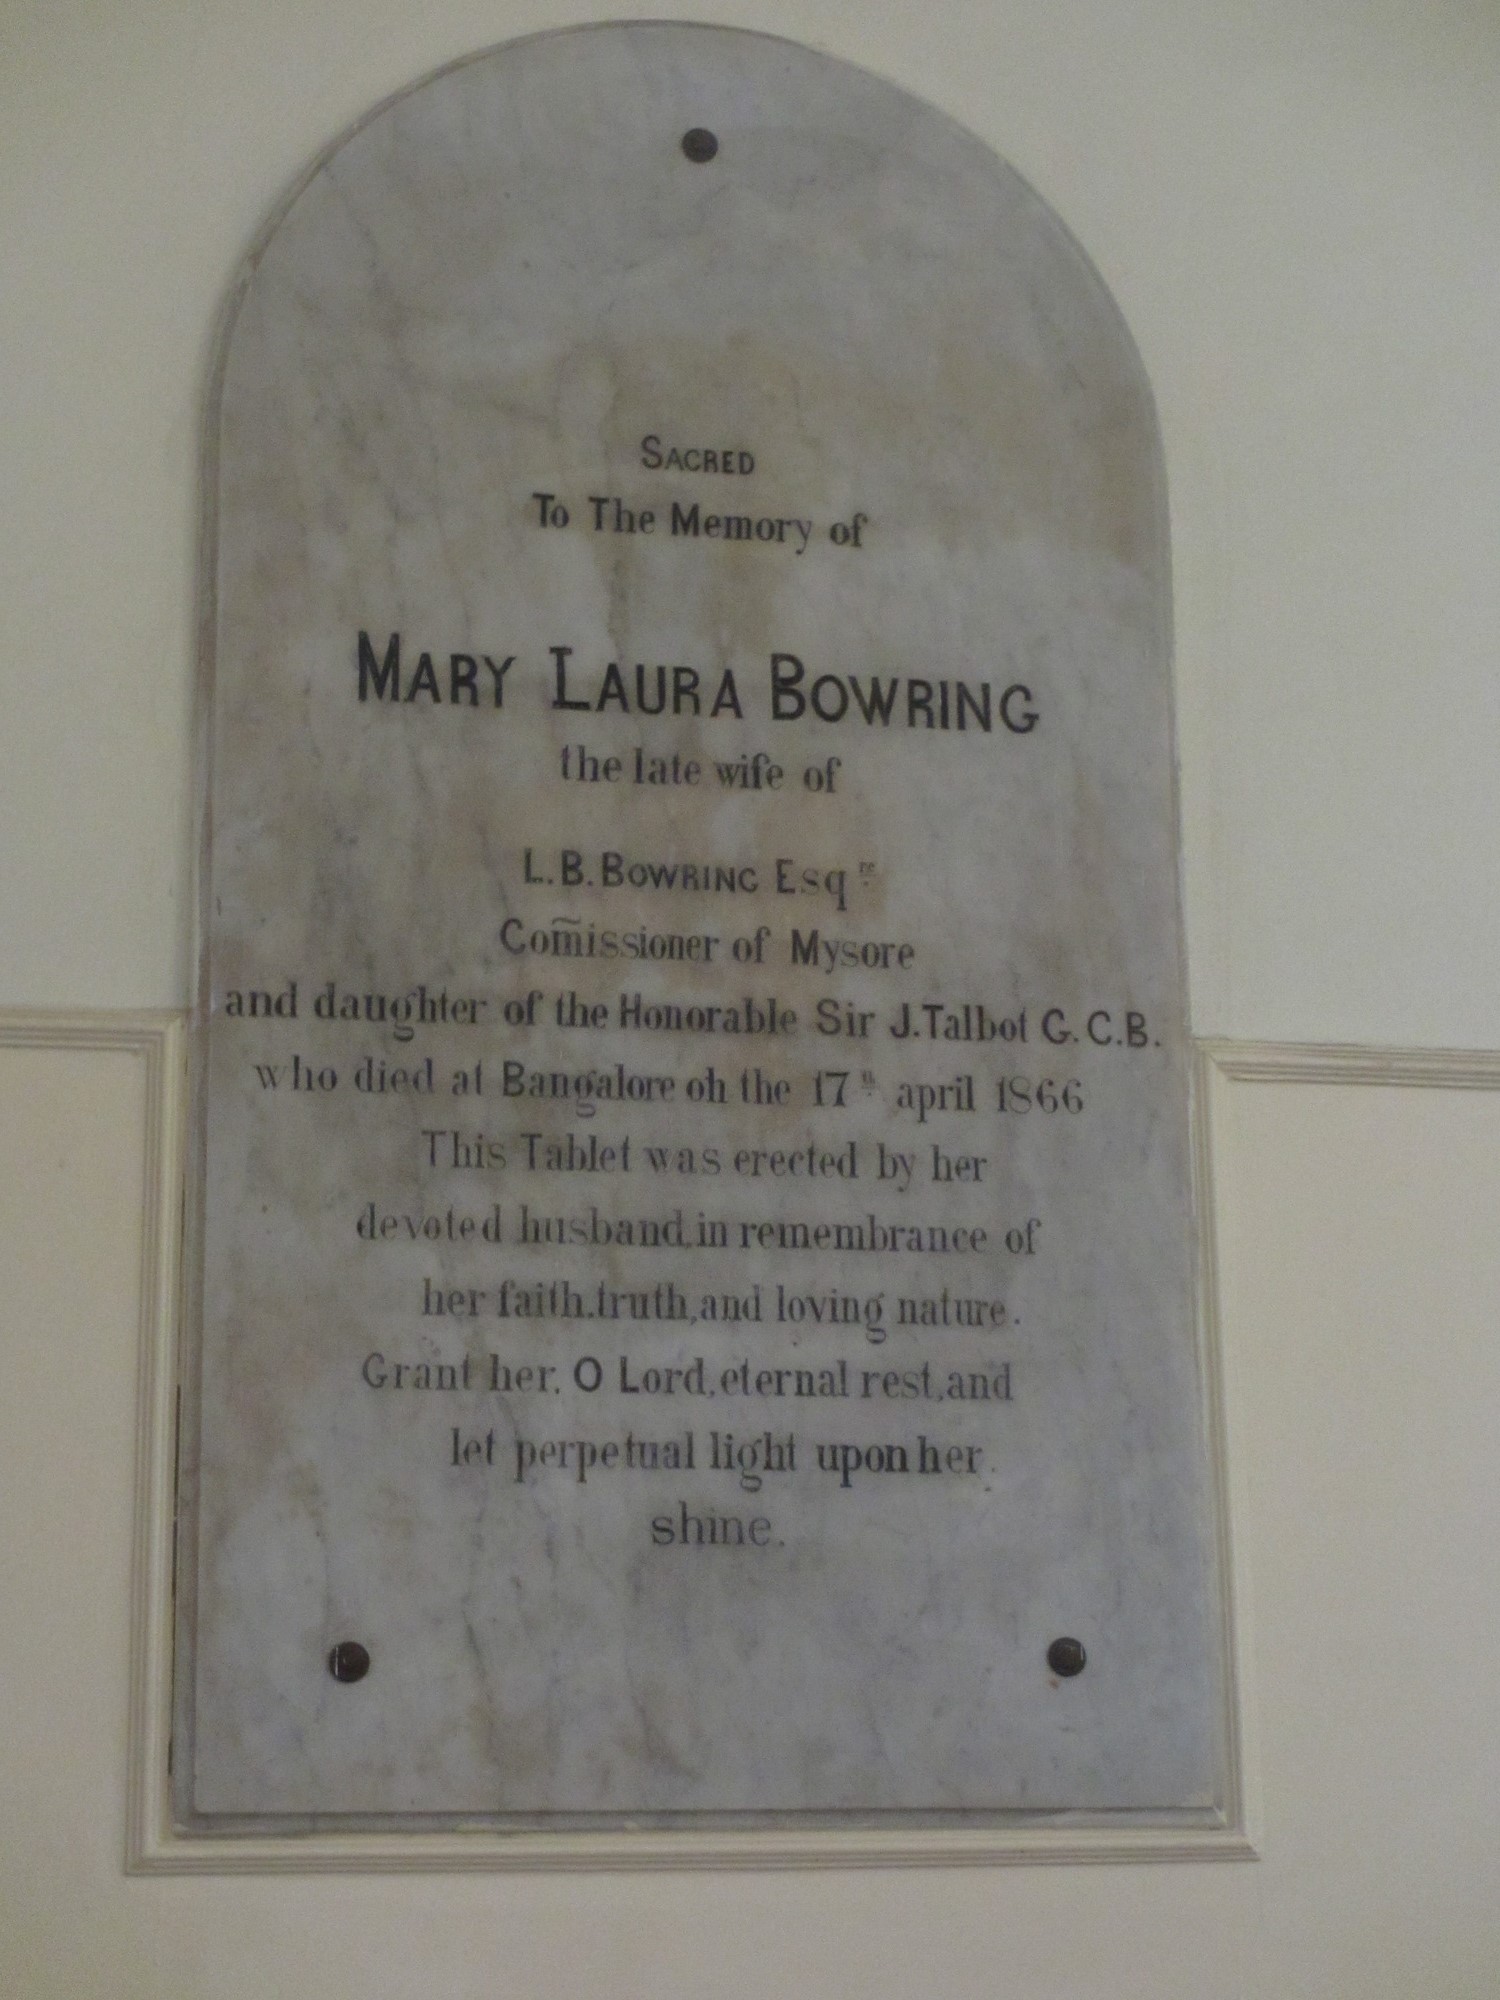 SACRED
To The Memory of
MARY LAURA BOWRING
the late wife of
L. B. BOWRING Esqre
Com̃issioner of Mysore
and daughter of the Honorable Sir J. Talbot G. C. B.
who died at Bangalore oh the 17th april 1866
This Tablet was erected by her
devoted husband, in remembrance of
her faith. truth, and loving nature.
Grant her, O Lord, eternal rest, and
let perpetual light upon her.
shine.